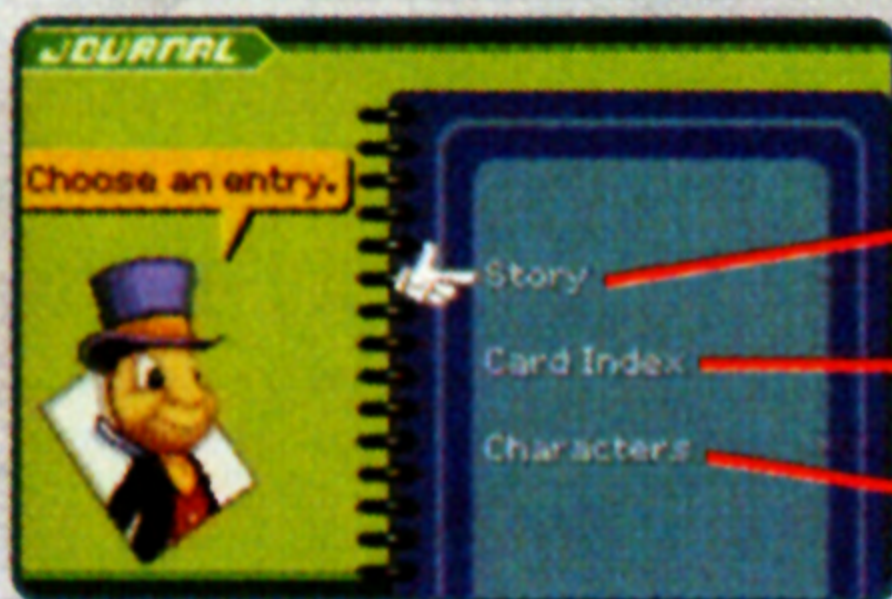 JOURNAL
Choose an entry.
Story
Card Index
Characters